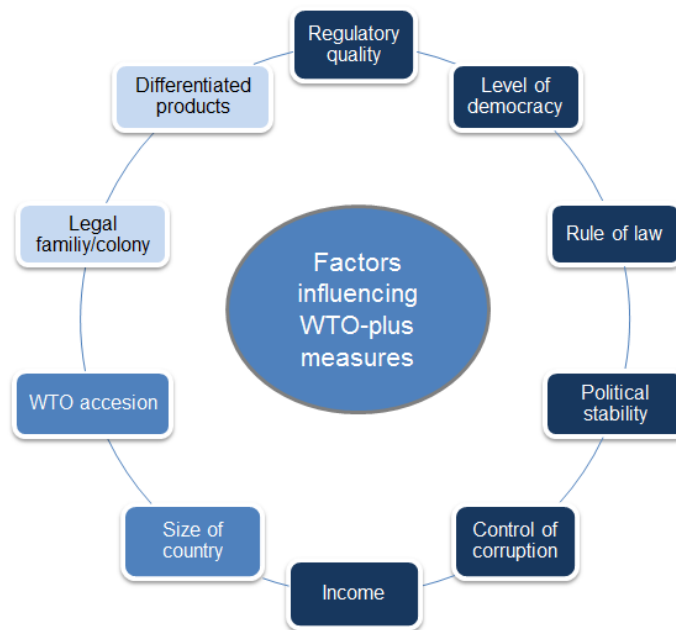 Regulatory
quality
Level of
democracy
Rule of law
Political
stability
Control of
corruption
Income
Size of
country
WTO accesion
Legal
familiy/colony
Differentiated
products
Factors
influencing
WTO-plus
measures